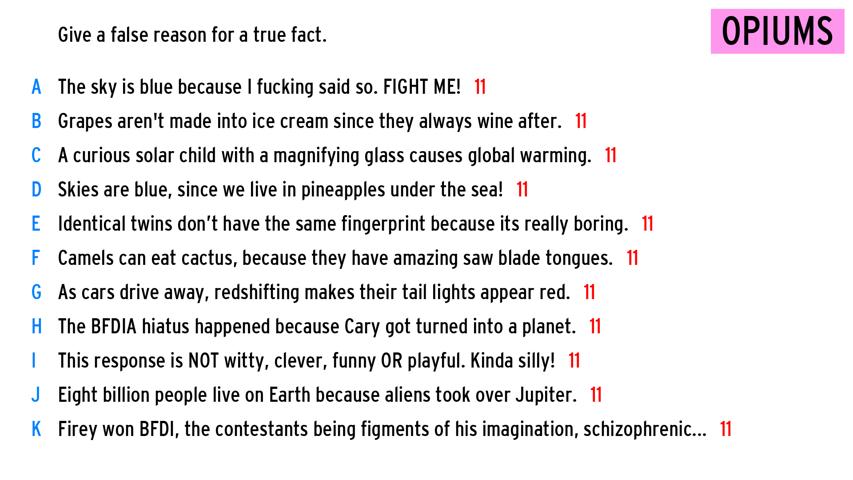 Give a false reason for a true fact.
OPIUMS
A The sky is blue because I fucking said so. FIGHT ME! 11
B Grapes aren't made into ice cream since they always wine after. 11
C A curious solar child with a magnifying glass causes global warming. 11
D Skies are blue, since we live in pineapples under the sea! 11
E Identical twins don’t have the same fingerprint because its really boring. 11
F Camels can eat cactus, because they have amazing saw blade tongues. 11
G As cars drive away, redshifting makes their tail lights appear red. 11
H The BFDIA hiatus happened because Cary got turned into a planet. 11
I This response is NOT witty, clever, funny OR playful. Kinda silly! 11
J Eight billion people live on Earth because aliens took over Jupiter. 11
K Firey won BFDI, the contestants being figments of his imagination, schizophrenic... 11